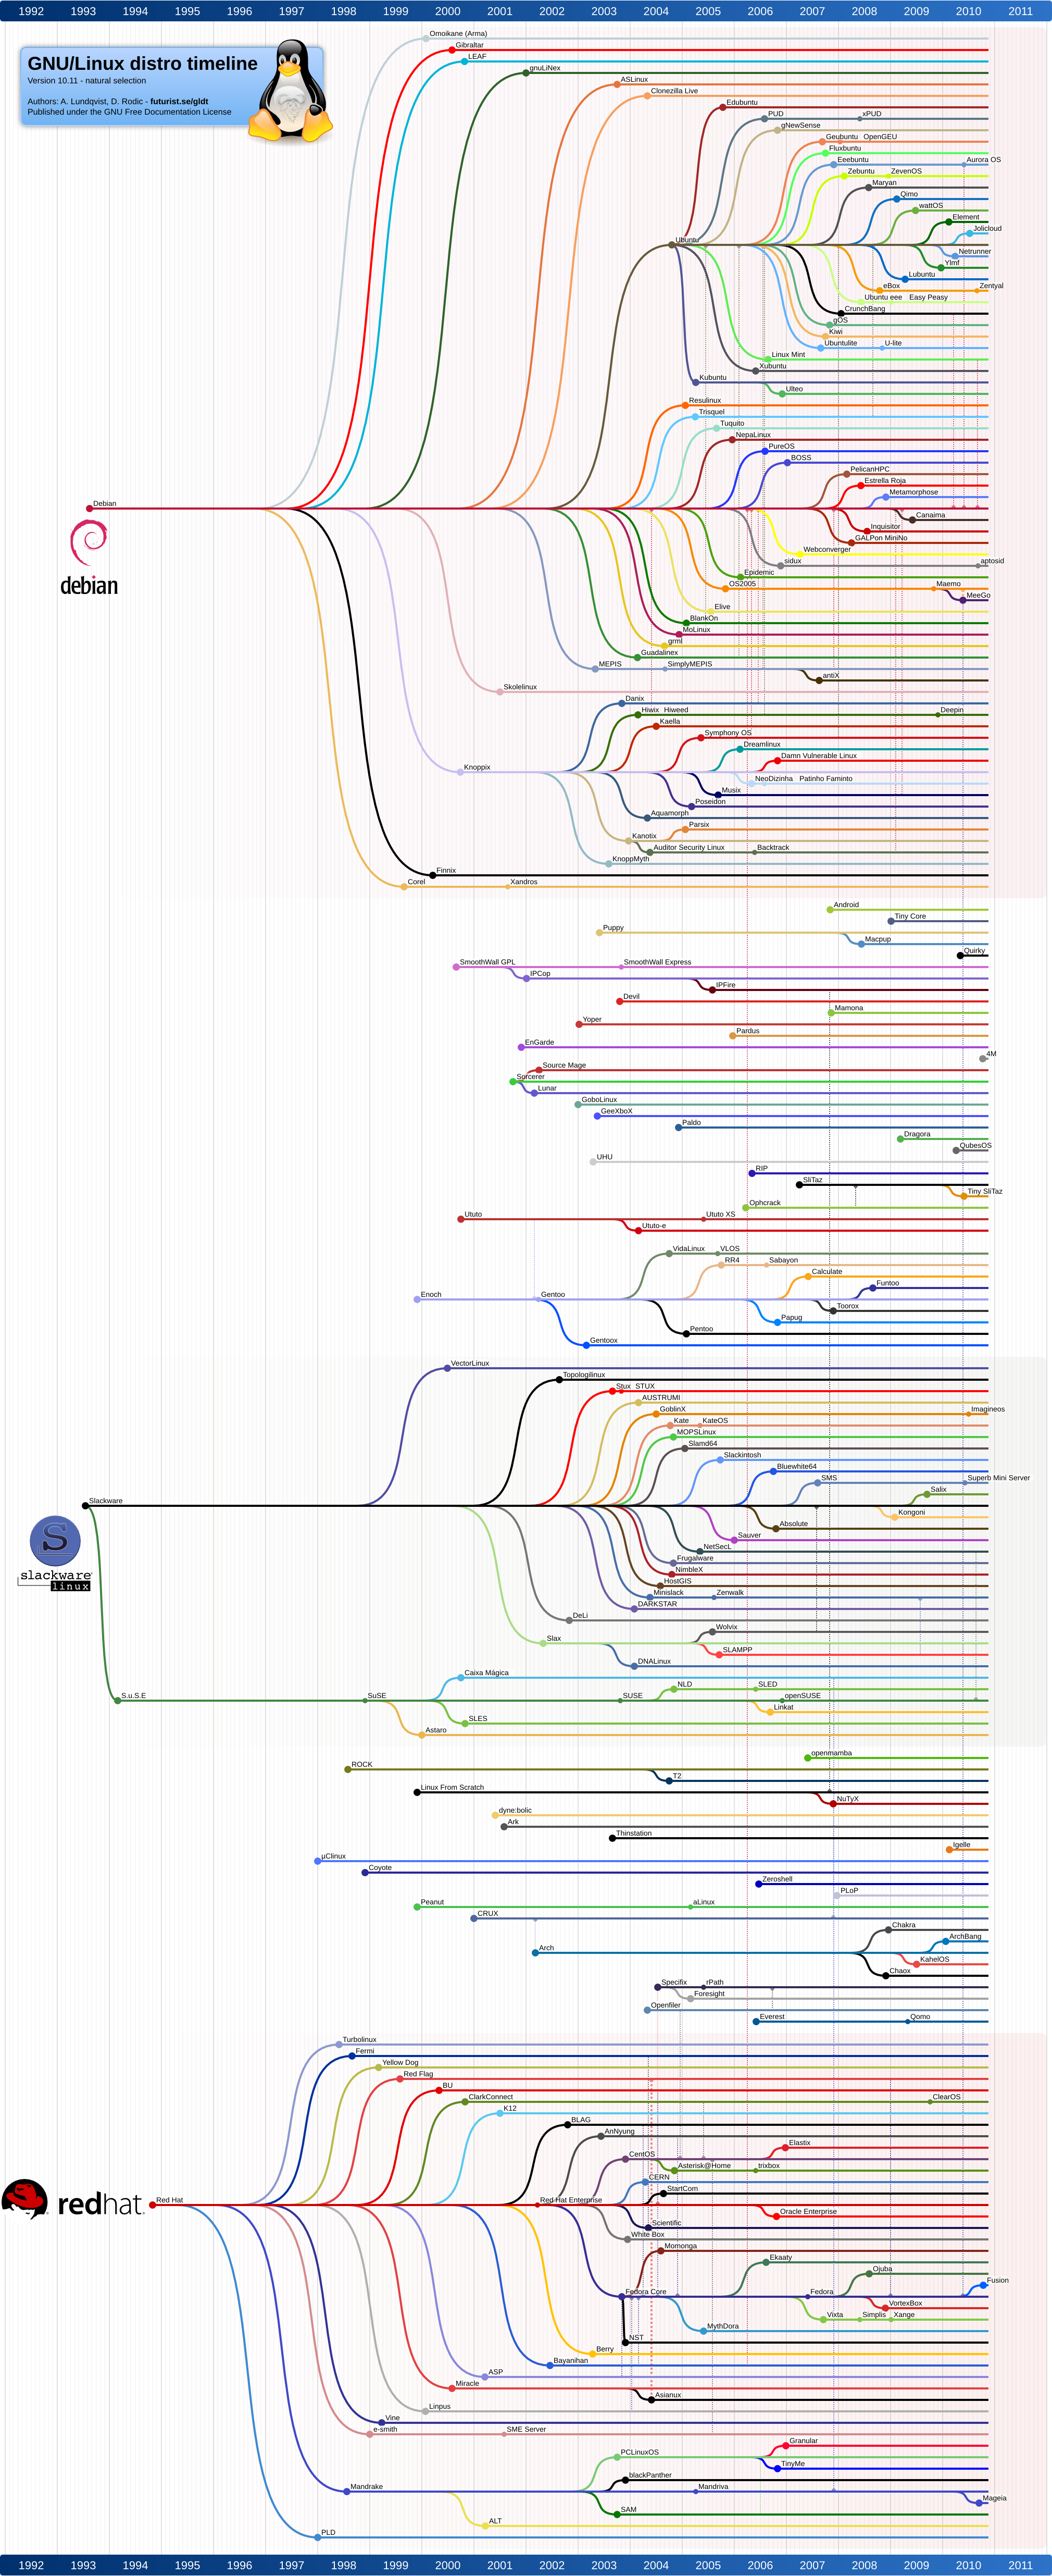 1992 1993 1994 1995 1996 1997 1998 1999 2000 2001 2002 2003 2004 2005 2006 2007 2008 2009 2010 2011
GNU/Linux distro timeline
Version 10.11 - natural selection
Authors: A. Lundqvist, D. Rodic - futurist.se/gldt
Published under the GNU Free Documentation License
Omoikane (Arma)
Gibraltar
LEAF
gnuLiNex
ASLinux
Clonezilla Live
Edubuntu
PUD xPUD
gNewSense
Geubuntu OpenGEU
Fluxbuntu
Eeebuntu Aurora OS
Zebuntu ZevenOS
Maryan
Qimo
wattOS
Element
Jolicloud
Ubuntu
Netrunner
Ylmf
Lubuntu
eBox Zentyal
Ubuntu eee Easy Peasy
CrunchBang
gOS
Kiwi
Ubuntulite U-lite
Linux Mint
Xubuntu
Kubuntu
Ulteo
Resulinux
Trisquel
Tuquito
NepaLinux
PureOS
BOSS
PelicanHPC
Estrella Roja
Metamorphose
Debian
Canaima
Inquisitor
GALPon MiniNo
Webconverger
sidux aptosid
Epidemic
OS2005 Maemo
MeeGo
Elive
BlankOn
MoLinux
grml
Guadalinex
MEPIS SimplyMEPIS
antiX
Skolelinux
debian
Danix
Hiwix Hiweed Deepin
Kaella
Symphony OS
Dreamlinux
Damn Vulnerable Linux
Knoppix
NeoDizinha Patinho Faminto
Musix
Poseidon
Aquamorph
Parsix
Kanotix
Auditor Security Linux Backtrack
KnoppMyth
Finnix
Corel Xandros
Android
Tiny Core
Puppy
Macpup
Quirky
SmoothWall GPL SmoothWall Express
IPCop
IPFire
Devil
Mamona
Yoper
Pardus
EnGarde
4M
Source Mage
Sorcerer
Lunar
GoboLinux
GeeXboX
Paldo
Dragora
QubesOS
UHU
RIP
SliTaz
Tiny SliTaz
Ophcrack
Ututo Ututo XS
Ututo-e
VidaLinux VLOS
RR4 Sabayon
Calculate
Funtoo
Enoch Gentoo
Toorox
Papug
Pentoo
Gentoox
VectorLinux
Topologilinux
Stux STUX
AUSTRUMI
GoblinX Imagineos
Kate KateOS
MOPSLinux
Slamd64
Slackintosh
Bluewhite64
SMS Superb Mini Server
Salix
Slackware
Kongoni
Absolute
Sauver
NetSecL
Frugalware
NimbleX
HostGIS
Minislack Zenwalk
DARKSTAR
DeLi
Wolvix
Slax
SLAMPP
DNALinux
S
slackware
linux
Caixa Mágica
NLD SLED
S.u.S.E SuSE SUSE openSUSE
Linkat
SLES
Astaro
openmamba
ROCK
T2
Linux From Scratch
NuTyX
dyne:bolic
Ark
Thinstation
Igelle
µClinux
Coyote
Zeroshell
PLoP
Peanut aLinux
CRUX
Chakra
ArchBang
Arch
KahelOS
Chaox
Specifix rPath
Foresight
Openfiler
Everest Qomo
Turbolinux
Fermi
Yellow Dog
Red Flag
BU
ClarkConnect ClearOS
K12
BLAG
AnNyung
Elastix
CentOS
Asterisk@Home trixbox
CERN
StartCom
redhat.
Red Hat Red Hat Enterprise
Oracle Enterprise
Scientific
White Box
Momonga
Ekaaty
Ojuba
Fusion
Fedora Core Fedora
VortexBox
Vixta Simplis Xange
MythDora
NST
Berry
Bayanihan
ASP
Miracle
Asianux
Linpus
Vine
e-smith SME Server
Granular
PCLinuxOS
TinyMe
blackPanther
Mandrake Mandriva
Mageia
SAM
ALT
PLD
1992 1993 1994 1995 1996 1997 1998 1999 2000 2001 2002 2003 2004 2005 2006 2007 2008 2009 2010 2011